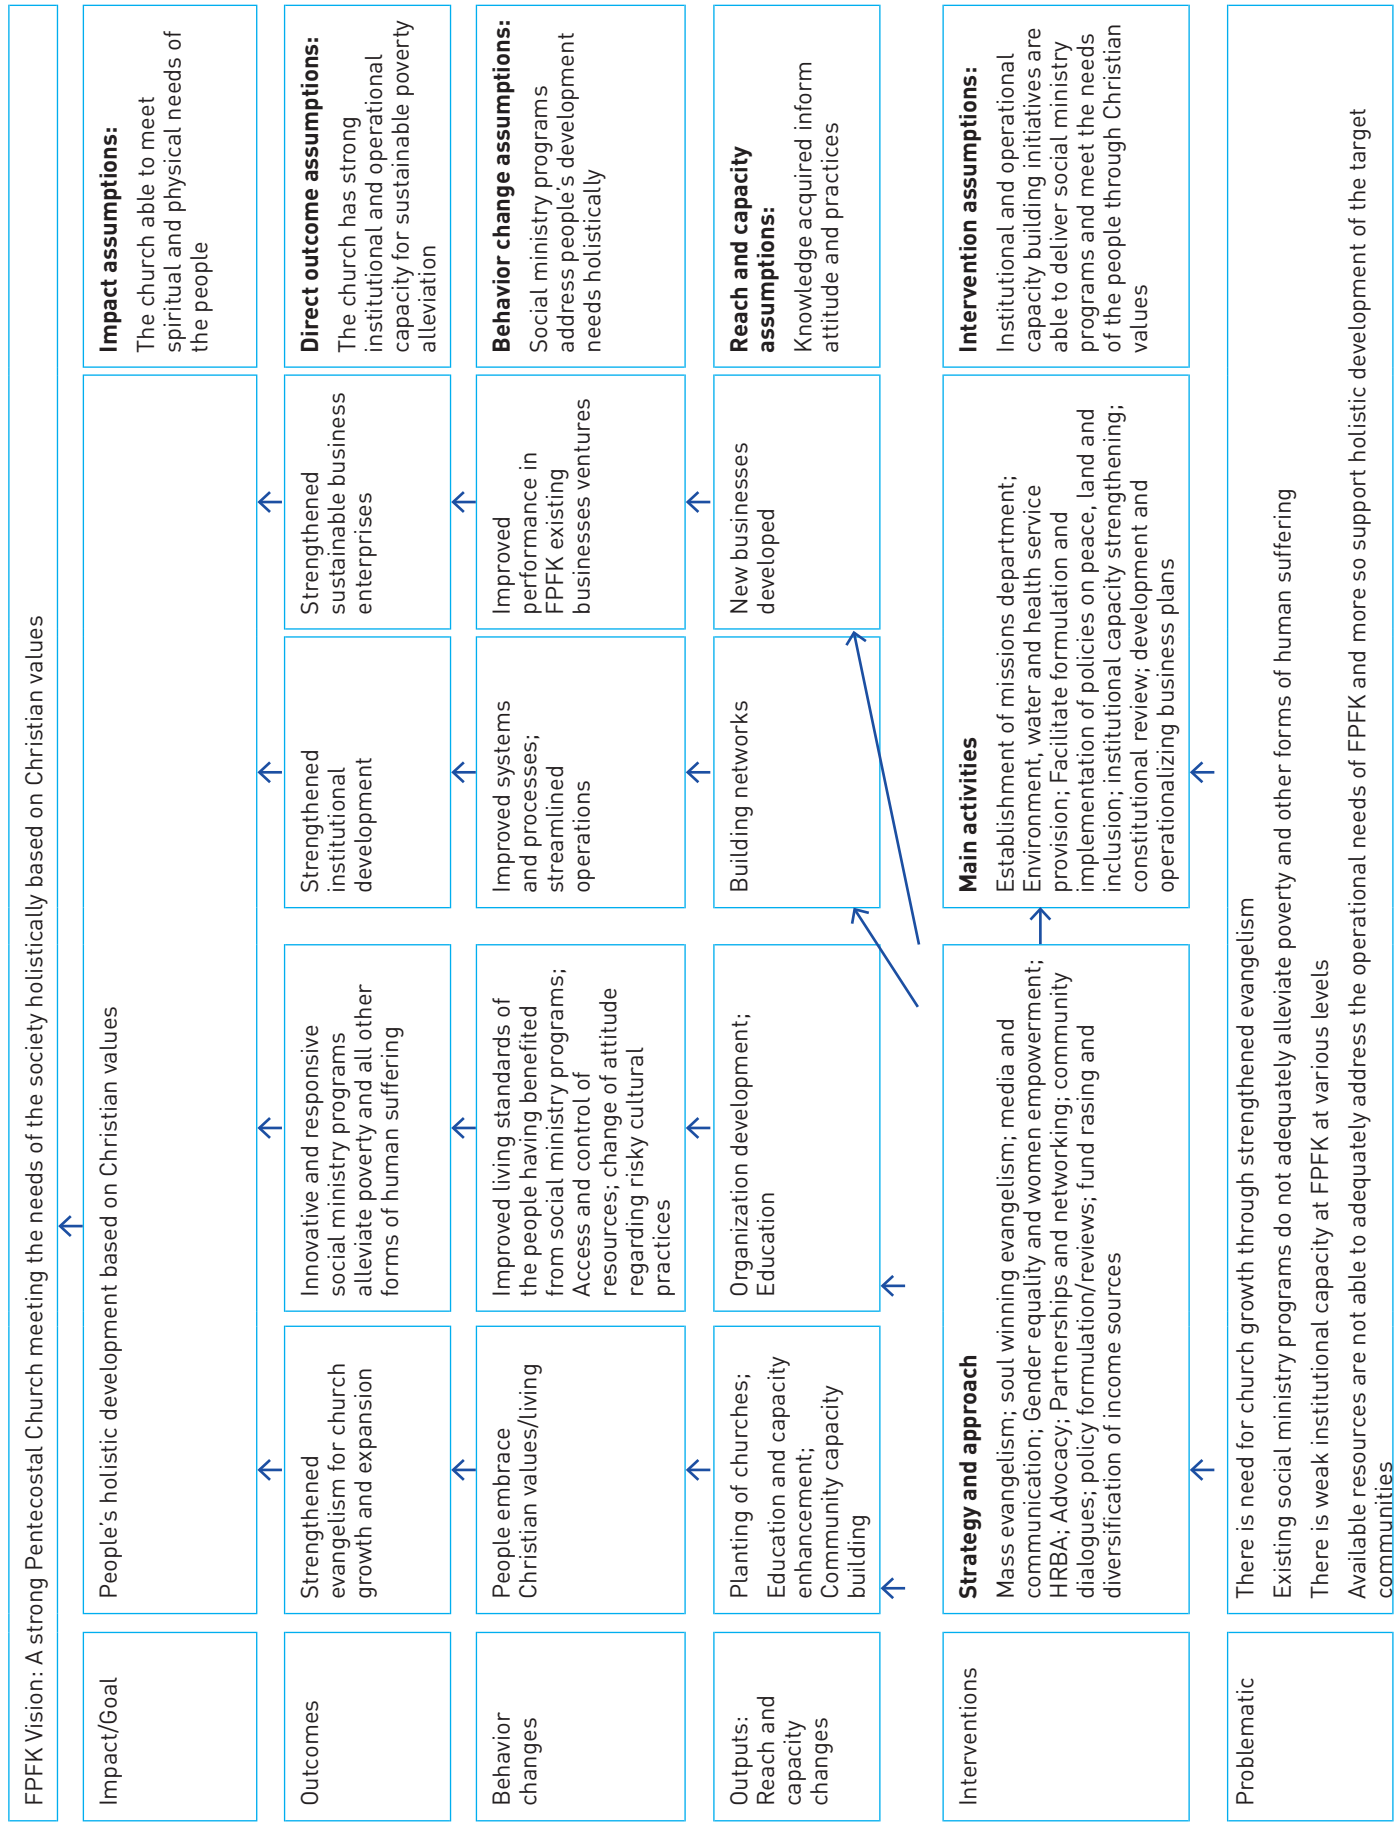 FPFK Vision: A strong Pentecostal Church meeting the needs of the society holistically based on Christian values
Impact/Goal
People's holistic development based on Christian values
Impact assumptions:
The church able to meet
spiritual and physical needs of
the people
Outcomes
Strengthened
evangelism for church
growth and expansion
Innovative and responsive
social ministry programs
alleviate poverty and all other
forms of human suffering
Strengthened
institutional
development
Strengthened
sustainable business
enterprises
Direct outcome assumptions:
The church has strong
institutional and operational
capacity for sustainable poverty
alleviation
Behavior
changes
People embrace
Christian values/living
Improved living standards of
the people having benefited
from social ministry programs;
Access and control of
resources; change of attitude
regarding risky cultural
practices
Improved systems
and processes;
streamlined
operations
Improved
performance in
FPFK existing
businesses ventures
Behavior change assumptions:
Social ministry programs
address people's development
needs holistically
Outputs:
Reach and
capacity
changes
Planting of churches;
Education and capacity
enhancement;
Community capacity
building
Organization development;
Education
Building networks
New businesses
developed
Reach and capacity
assumptions:
Knowledge acquired inform
attitude and practices
Interventions
Strategy and approach
Mass evangelism; soul winning evangelism; media and
communication; Gender equality and women empowerment;
HRBA; Advocacy; Partnerships and networking; community
dialogues; policy formulation/reviews; fund raising and
diversification of income sources
Main activities
Establishment of missions department;
Environment, water and health service
provision; Facilitate formulation and
implementation of policies on peace, land and
inclusion; institutional capacity strengthening;
constitutional review; development and
operationalizing business plans
Intervention assumptions:
Institutional and operational
capacity building initiatives are
able to deliver social ministry
programs and meet the needs
of the people through Christian
values
Problematic
There is need for church growth through strengthened evangelism
Existing social ministry programs do not adequately alleviate poverty and other forms of human suffering
There is weak institutional capacity at FPFK at various levels
Available resources are not able to adequately address the operational needs of FPFK and more so support holistic development of the target
communities